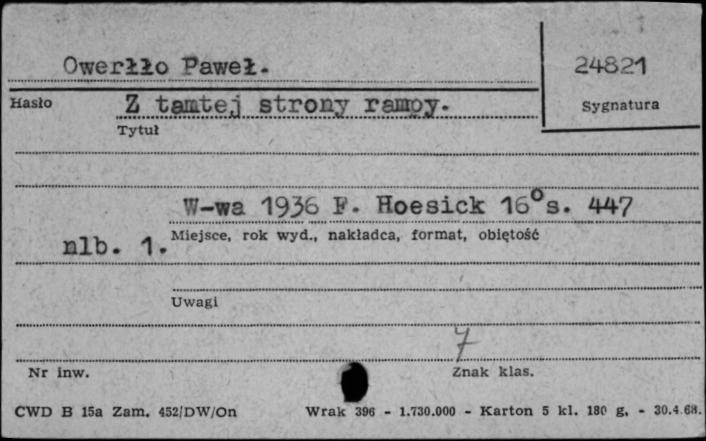 Owerłło Paweł.
24821
Hasło
Z tamtej strony rampy.
Sygnatura
Tytuł
W-wa 1936 F. Hoesick 16°s. 447
nlb. 1.
Miejsce, rok wyd., nakładca, format, objętość
Uwagi
7
Nr inw.
Znak klas.
CWD B 15a Zam. 452/DW/On Wrak 396 - 1.730.000 - Karton 5 kl. 180 g. - 30.4.68.